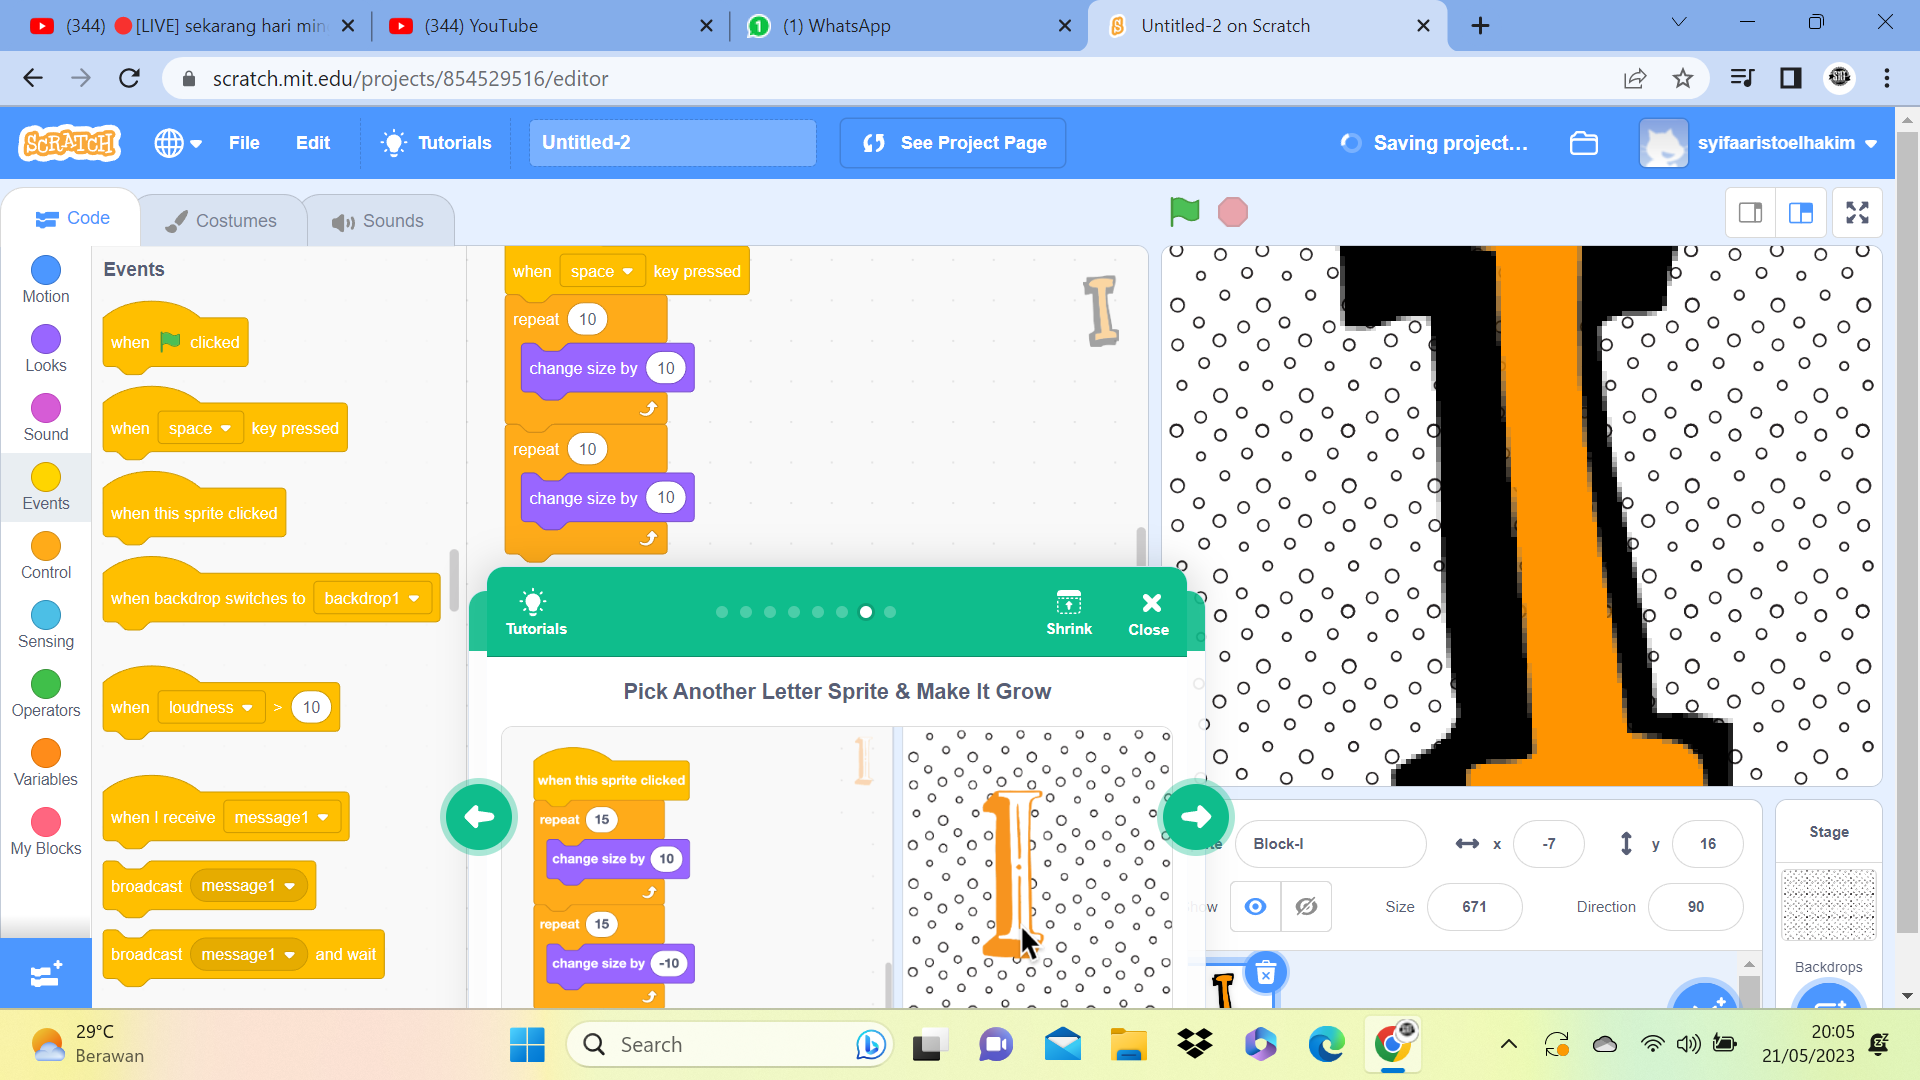 (344) [LIVE] sekarang hari min
(344) YouTube
(1) WhatsApp
Untitled-2 on Scratch
scratch.mit.edu/projects/854529516/editor
SCRATCH
File
Edit
Tutorials
Untitled-2
See Project Page
Saving project...
syifaaristoelhakim
Code
Costumes
Sounds
Motion
Looks
Sound
Events
Control
Sensing
Operators
Variables
My Blocks
Events
when clicked
when space key pressed
when this sprite clicked
when backdrop switches to backdrop1
when loudness > 10
when I receive message1
broadcast message1
broadcast message1 and wait
when space key pressed
repeat 10
change size by 10
repeat 10
change size by 10
Tutorials
Shrink
Close
Pick Another Letter Sprite & Make It Grow
when this sprite clicked
repeat 15
change size by 10
repeat 15
change size by -10
Block-I
x -7
y 16
Size 671
Direction 90
Stage
Backdrops
29°C
Berawan
Search
20:05
21/05/2023